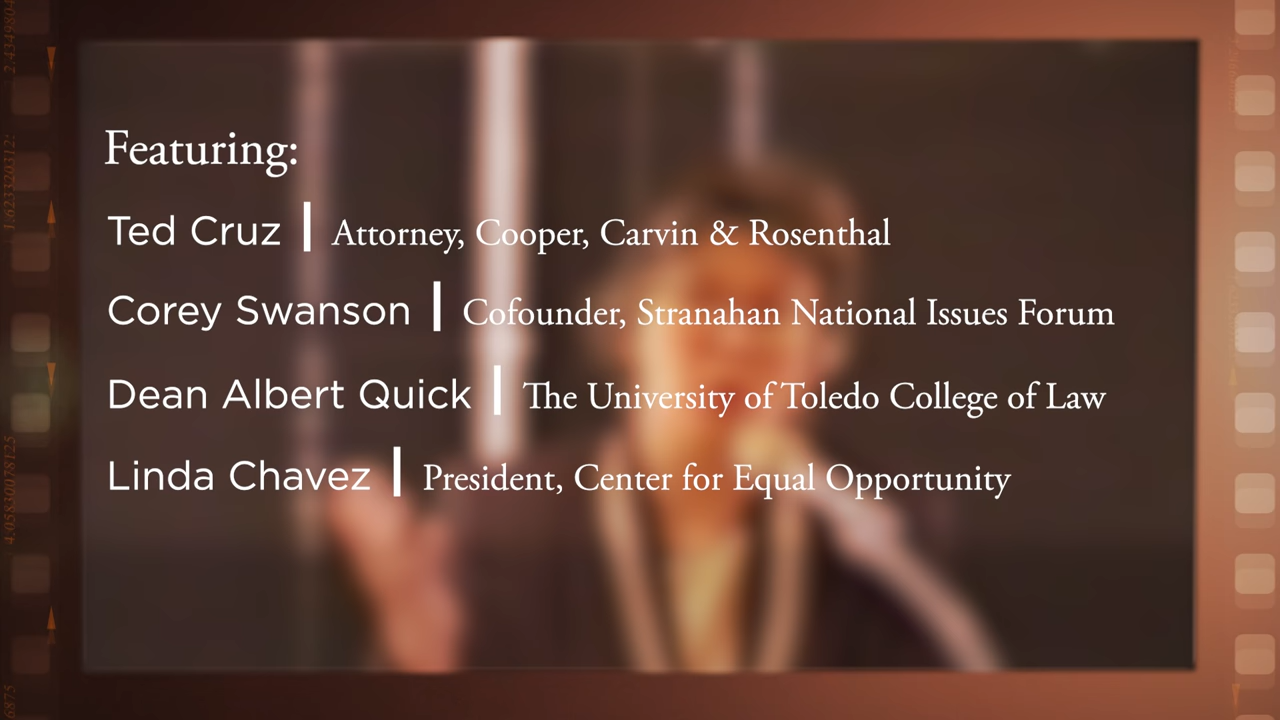 Featuring:
Ted Cruz | Attorney, Cooper, Carvin & Rosenthal
Corey Swanson | Cofounder, Stranahan National Issues Forum
Dean Albert Quick | The University of Toledo College of Law
Linda Chavez | President, Center for Equal Opportunity